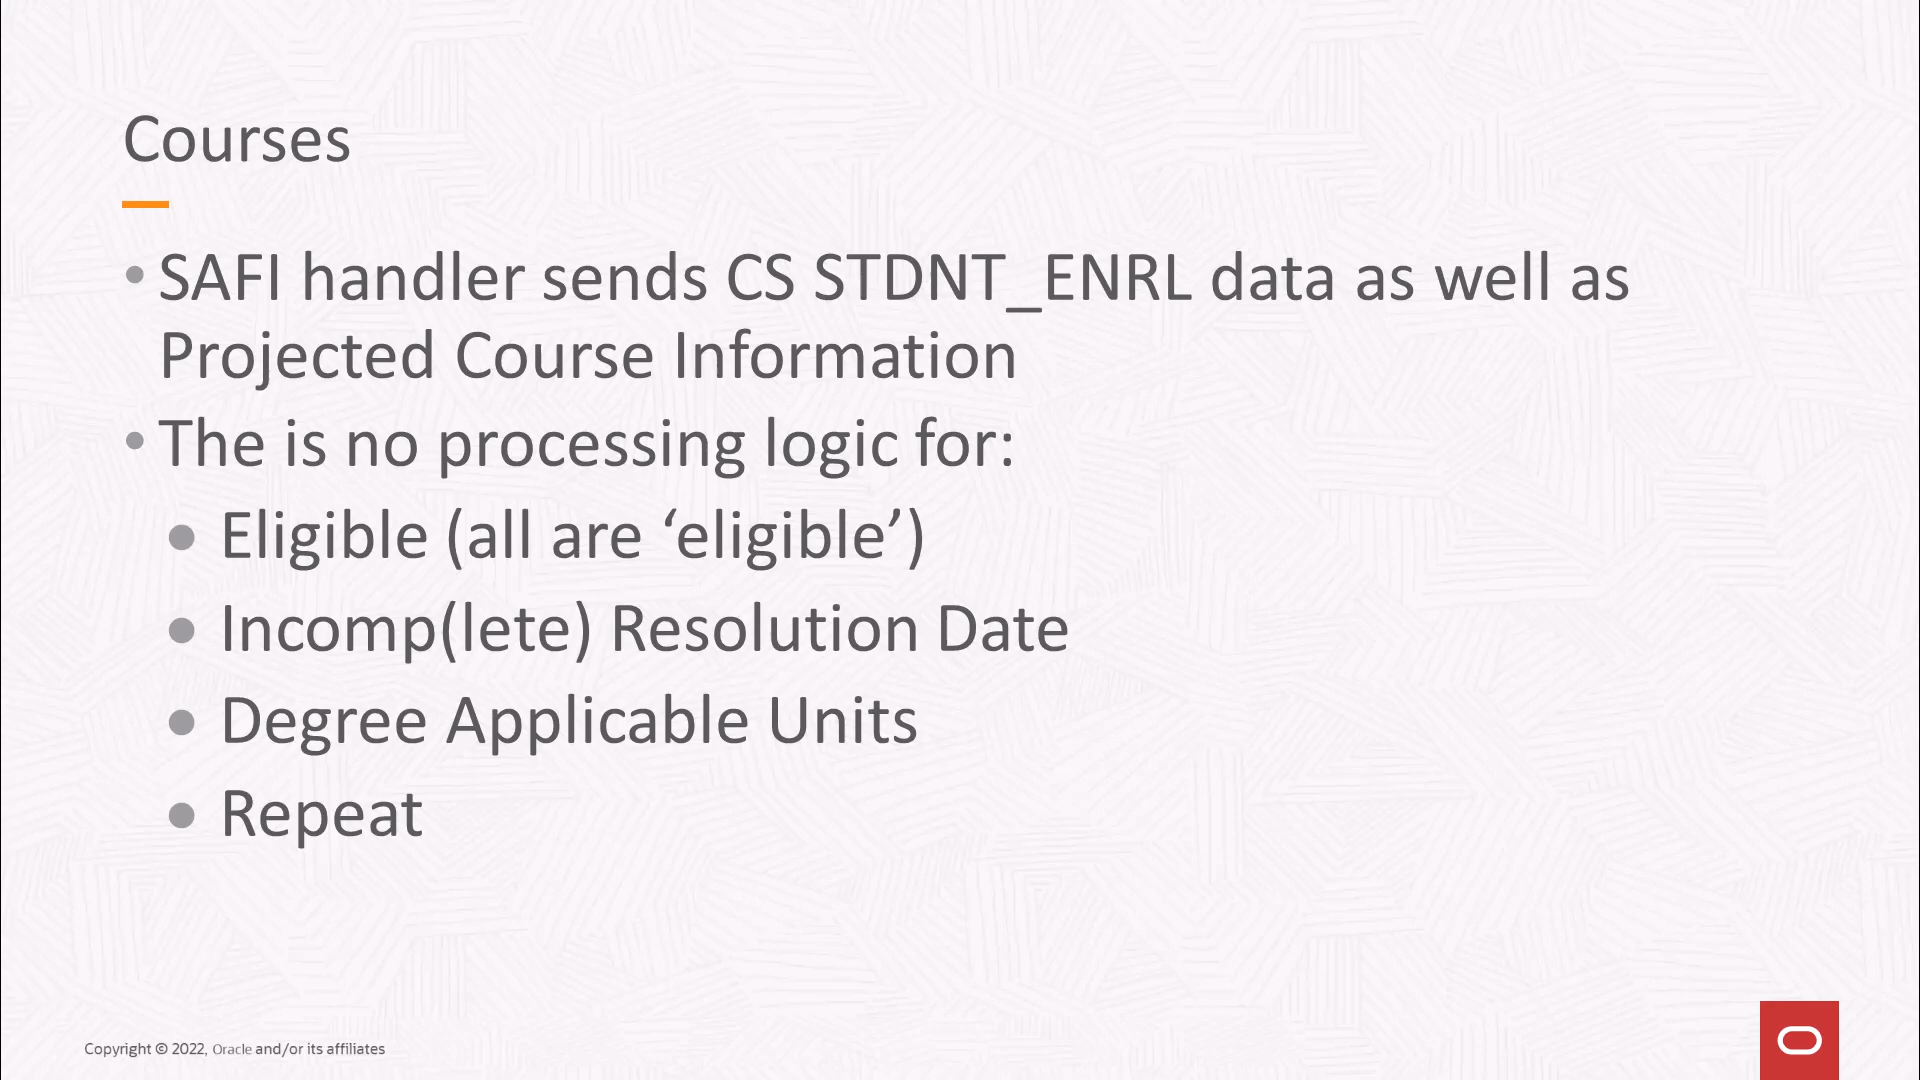 Courses
• SAFI handler sends CS STDNT_ENRL data as well as
Projected Course Information
• The is no processing logic for:
• Eligible (all are ‘eligible’)
• Incomp(lete) Resolution Date
• Degree Applicable Units
• Repeat
Copyright © 2022, Oracle and/or its affiliates